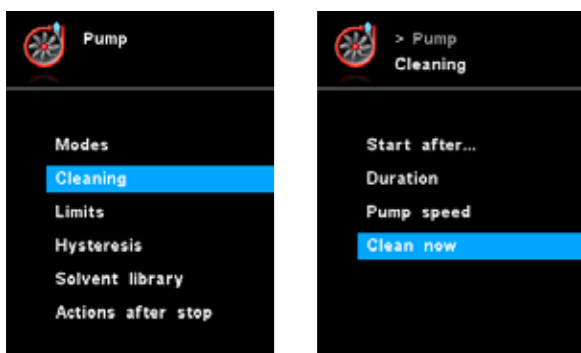 Pump
Modes
Cleaning
Limits
Hysteresis
Solvent library
Actions after stop
> Pump
Cleaning
Start after...
Duration
Pump speed
Clean now